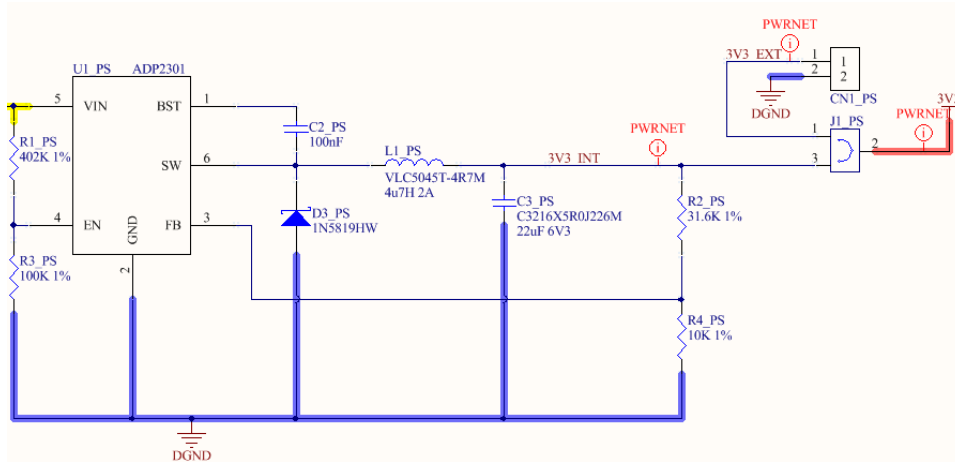 PWRNET
3V3_EXT
1
1
2
2
CN1_PS
DGND
U1_PS
ADP2301
5
VIN
BST
1
C2_PS
100nF
R1_PS
402K 1%
SW
6
L1_PS
VLC5045T-4R7M
4u7H 2A
3V3_INT
PWRNET
J1_PS
1
3
2
PWRNET
3V3
C3_PS
C3216X5R0J226M
22uF 6V3
R2_PS
31.6K 1%
D3_PS
1N5819HW
4
EN
GND
FB
3
2
R3_PS
100K 1%
R4_PS
10K 1%
DGND